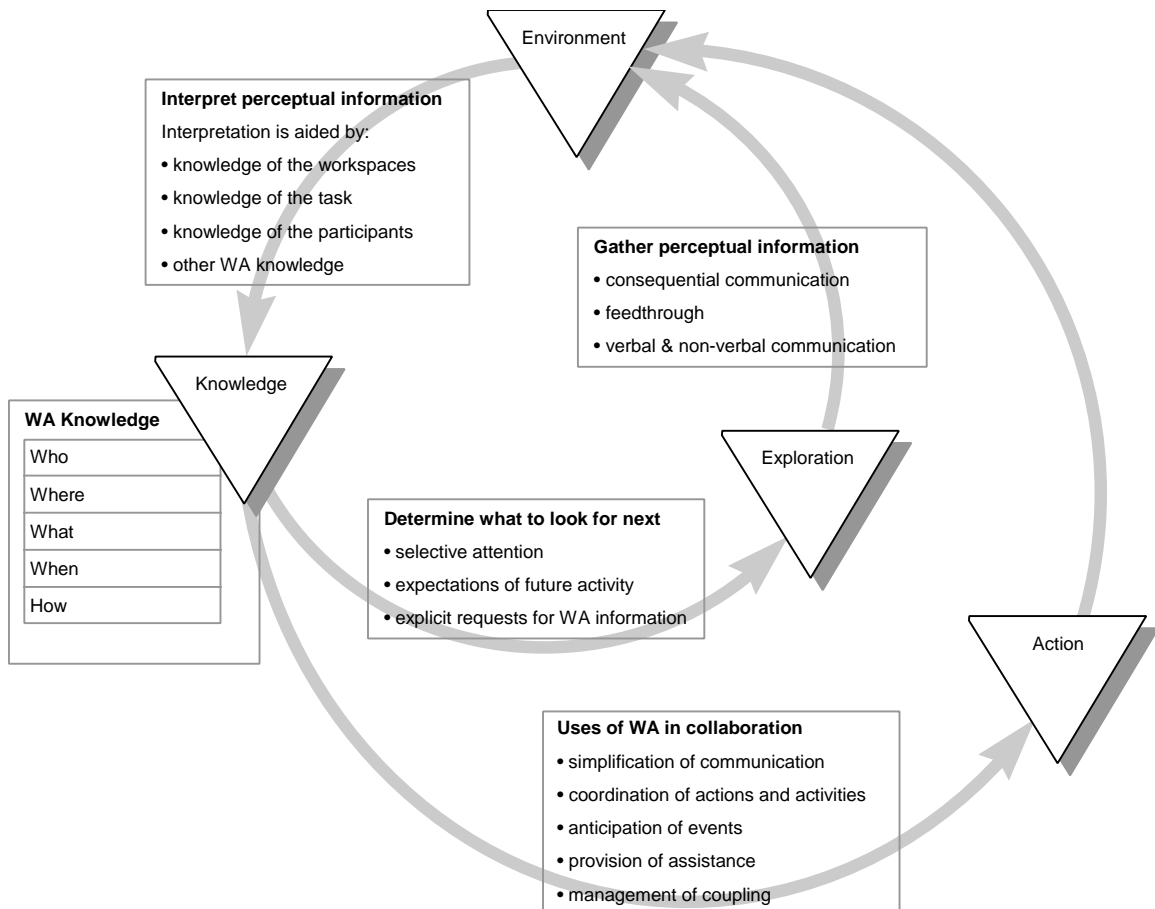 Environment
Interpret perceptual information
Interpretation is aided by:
• knowledge of the workspaces
• knowledge of the task
• knowledge of the participants
• other WA knowledge
Gather perceptual information
• consequential communication
• feedthrough
• verbal & non-verbal communication
Knowledge
WA Knowledge
Who
Where
What
When
How
Exploration
Determine what to look for next
• selective attention
• expectations of future activity
• explicit requests for WA information
Action
Uses of WA in collaboration
• simplification of communication
• coordination of actions and activities
• anticipation of events
• provision of assistance
• management of coupling